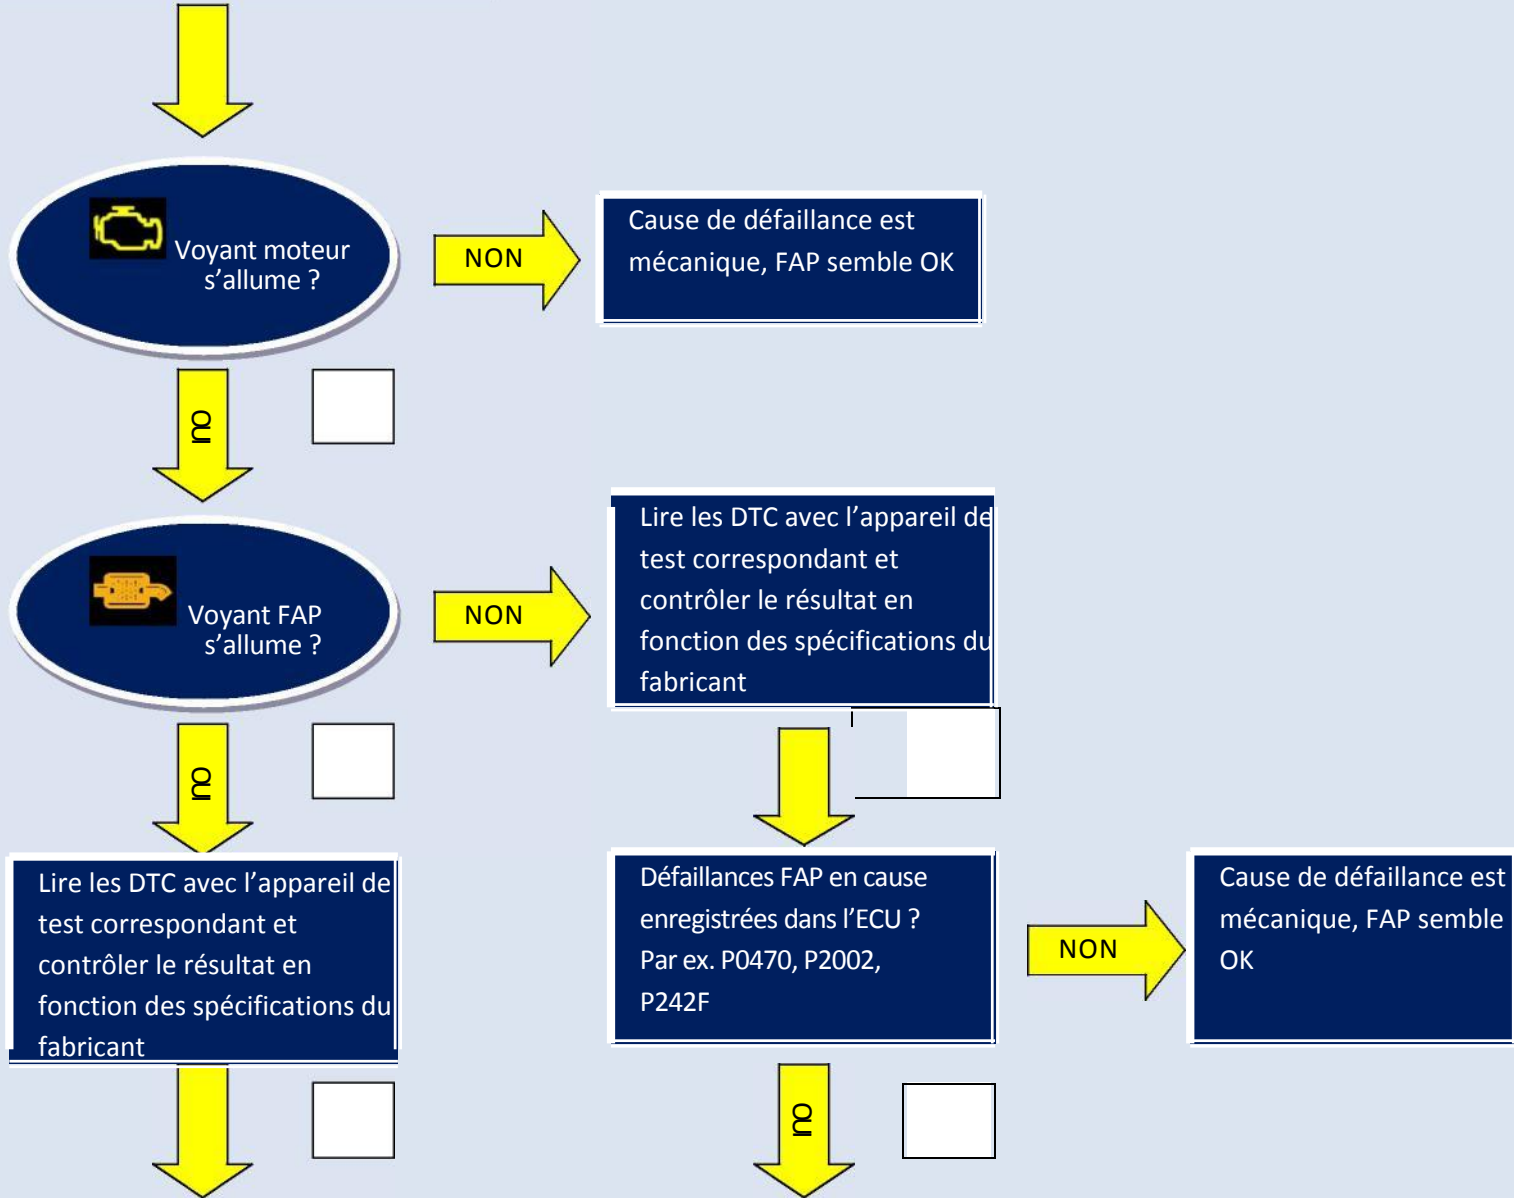 Voyant moteur
s’allume ?
NON
Cause de défaillance est
mécanique, FAP semble OK
ou
Voyant FAP
s’allume ?
NON
Lire les DTC avec l’appareil de
test correspondant et
contrôler le résultat en
fonction des spécifications du
fabricant
ou
Lire les DTC avec l’appareil de
test correspondant et
contrôler le résultat en
fonction des spécifications du
fabricant
Défaillances FAP en cause
enregistrées dans l’ECU ?
Par ex. P0470, P2002,
P242F
NON
Cause de défaillance est
mécanique, FAP semble
OK
ou